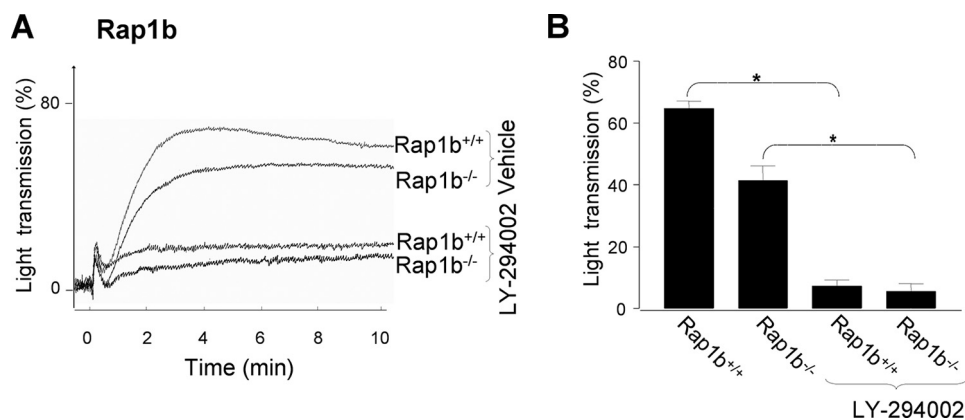 A Rap1b
Light transmission (%)
80
0
0 2 4 6 8 10
Time (min)
Rap1b+/+
Rap1b-/-
Vehicle
Rap1b+/+
Rap1b-/-
LY-294002
B
Light transmission (%)
80
60
40
20
0
*
*
Rap1b+/+
Rap1b-/-
Rap1b+/+
Rap1b-/-
LY-294002